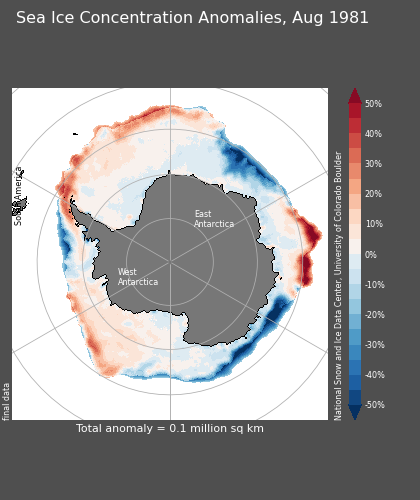 Sea Ice Concentration Anomalies, Aug 1981
South America
East
Antarctica
West
Antarctica
final data
National Snow and Ice Data Center, University of Colorado Boulder
50%
40%
30%
20%
10%
0%
-10%
-20%
-30%
-40%
-50%
Total anomaly = 0.1 million sq km